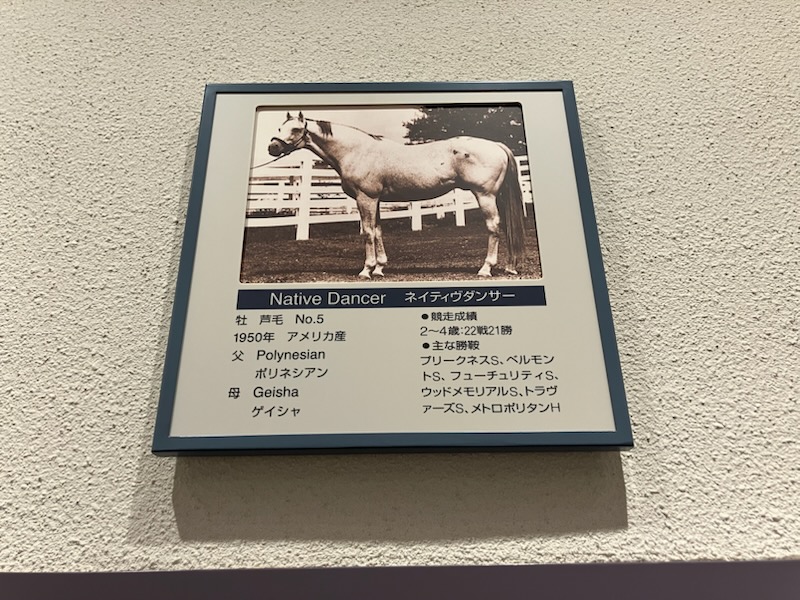 Native Dancer ネイティヴダンサー
牡 芦毛 No.5
1950年 アメリカ産
父 Polynesian
ポリネシアン
母 Geisha
ゲイシャ
●競走成績
2〜4歳:22戦21勝
●主な勝鞍
プリークネスS、ベルモン
トS、フューチュリティS、
ウッドメモリアルS、トラヴ
ァーズS、メトロポリタンH